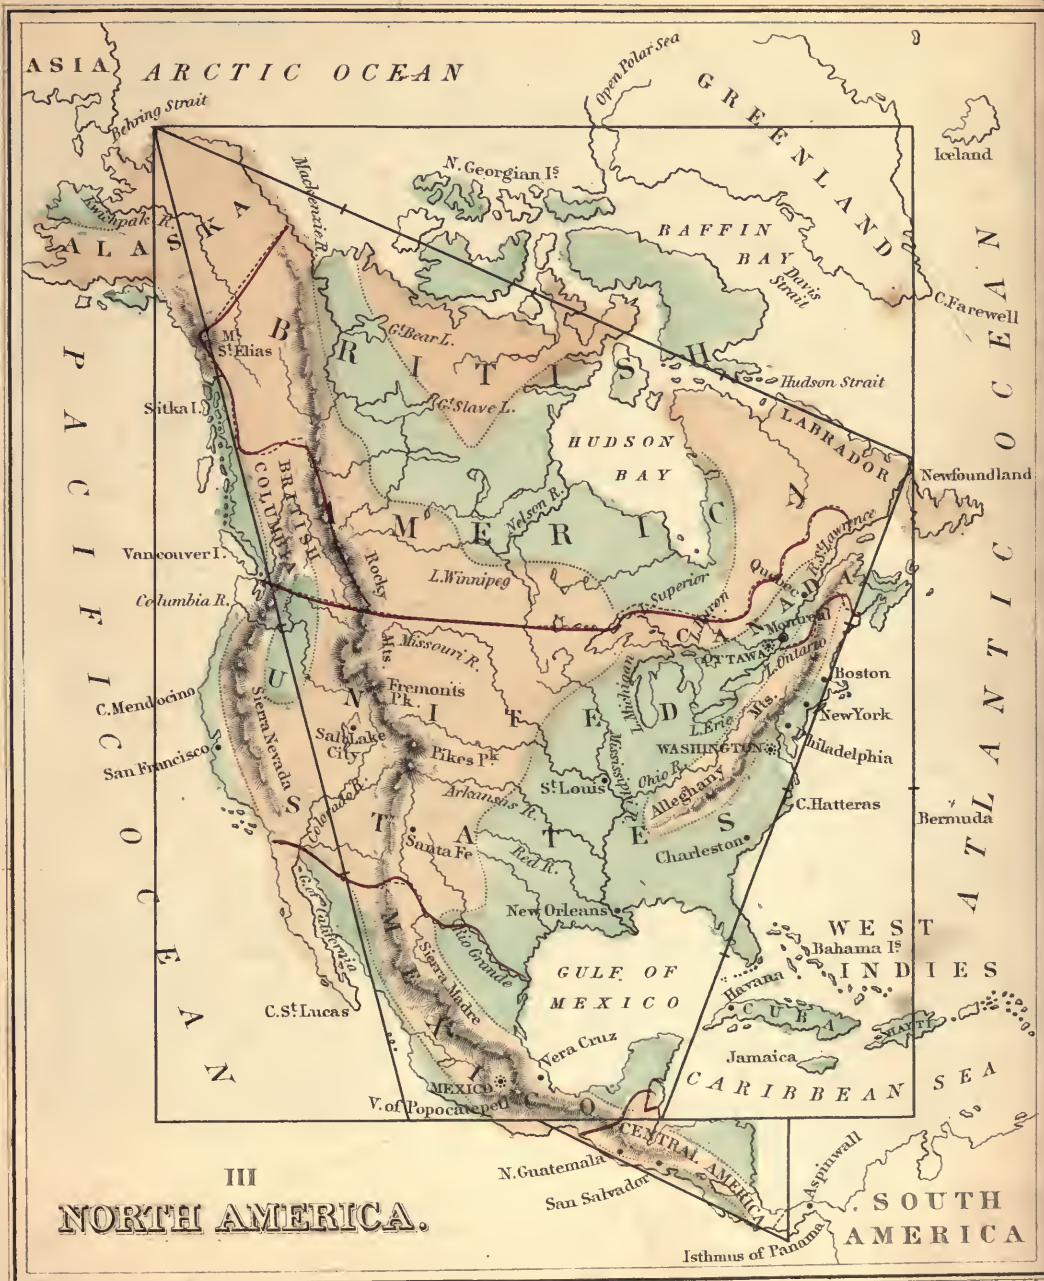 ASIA
ARCTIC OCEAN
Behring Strait
Open Polar Sea
GREENLAND
Iceland
Mackenzie R.
N. Georgian Is
BAFFIN
BAY
Davis
Strait
C. Farewell
Kwichpak R.
ALASKA
Mt
St Elias
Gt Bear L.
Gt Slave L.
BRITISH
AMERICA
Hudson Strait
Sitka I.
HUDSON
BAY
LABRADOR
Newfoundland
PACIFIC OCEAN
ATLANTIC OCEAN
BRITISH
COLUMBIA
Nelson R.
R. St Lawrence
Vancouver I.
Columbia R.
Rocky
Mts
L. Winnipeg
L. Superior
L. Huron
Quebec
CANADA
Montreal
OTTAWA
L. Ontario
Missouri R.
UNITED
STATES
Fremonts
Pk.
L. Michigan
L. Erie
Mts.
Boston
New York
Philadelphia
C. Mendocino
Sierra Nevada
Salt Lake
City
Pikes Pk
Mississippi R.
WASHINGTON
San Francisco
St Louis
Ohio R.
Alleghany
C. Hatteras
Bermuda
Colorado R.
Arkansas R.
Santa Fe
Red R.
Charleston
New Orleans
G. of California
Rio Grande
Sierra Madre
GULF OF
MEXICO
WEST
INDIES
Bahama Is
Havana
CUBA
HAYTI
Jamaica
C. St Lucas
MEXICO
Vera Cruz
MEXICO
V. of Popocatepetl
CARIBBEAN SEA
CENTRAL AMERICA
N. Guatemala
San Salvador
Aspinwall
Isthmus of Panama
SOUTH
AMERICA
III
NORTH AMERICA.